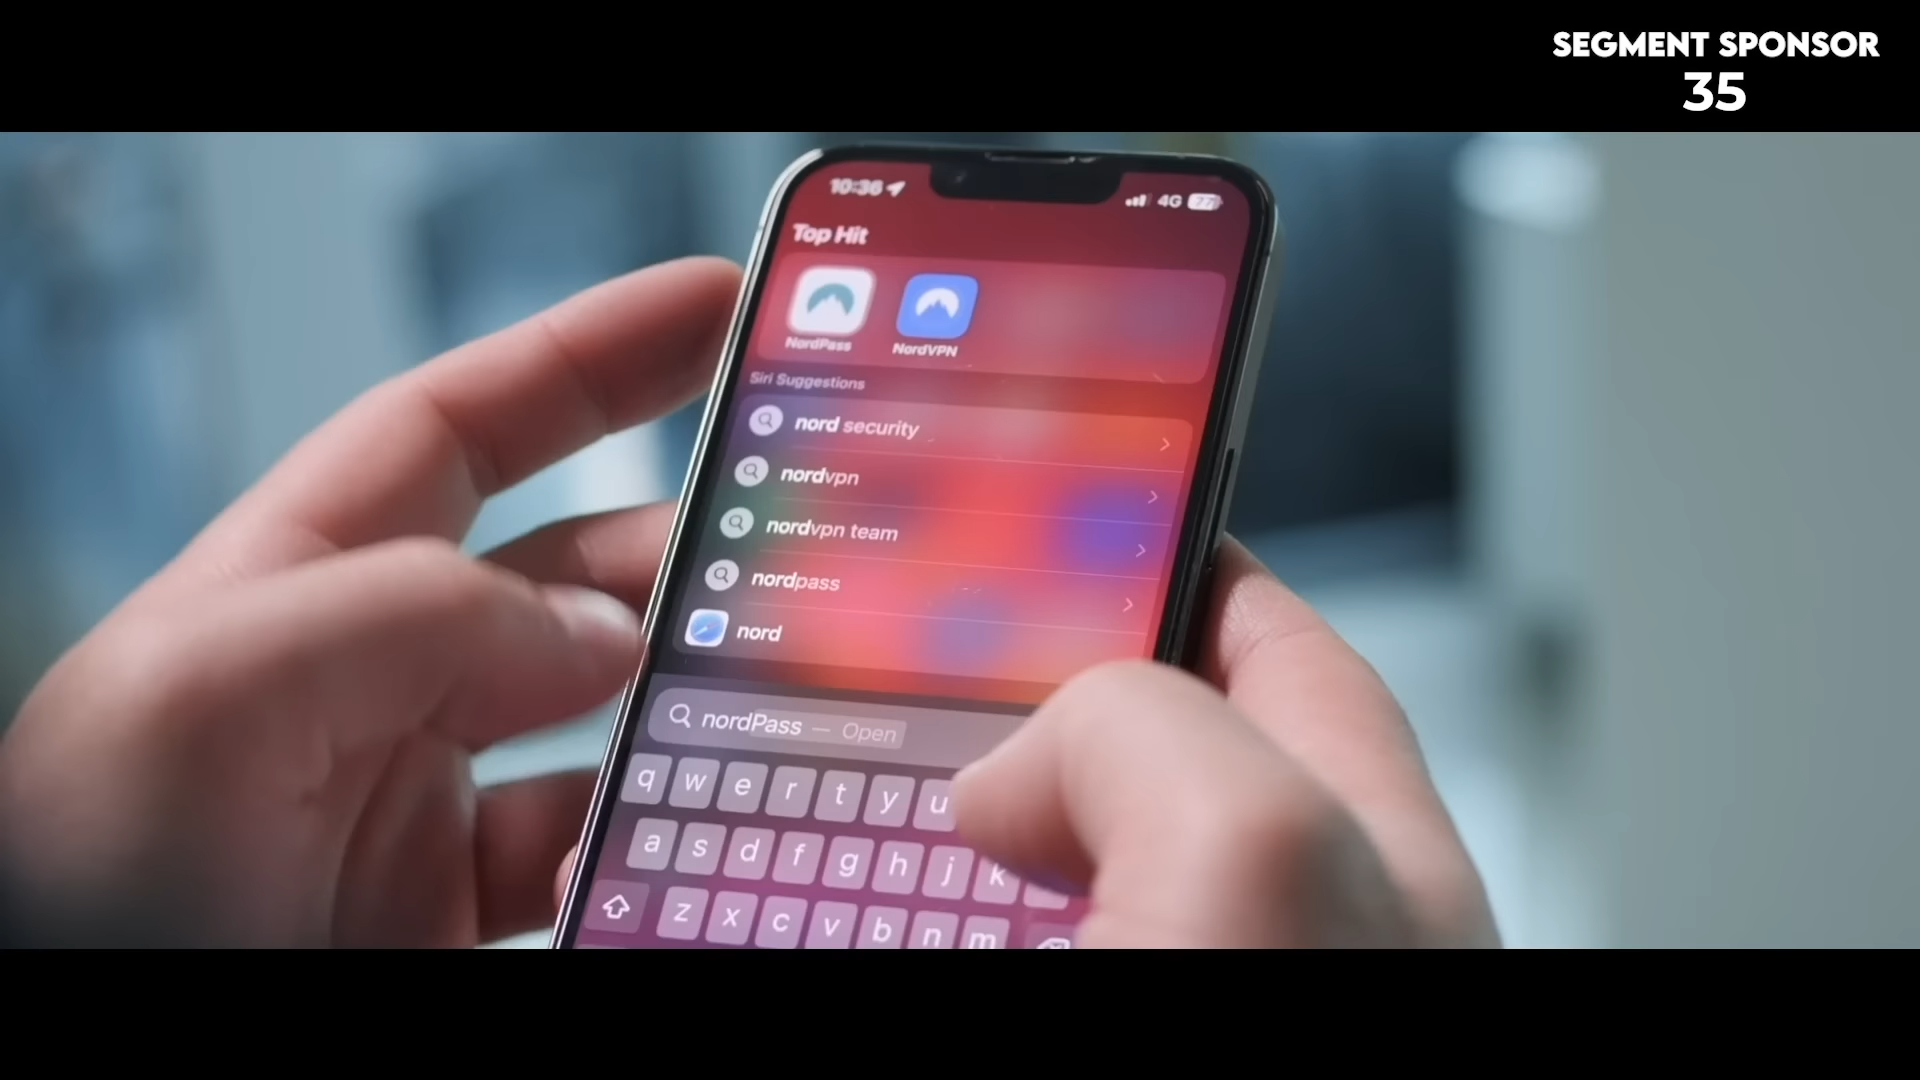 SEGMENT SPONSOR
35
10:36
4G 77
Top Hit
NordPass NordVPN
Siri Suggestions
nord security
nordvpn
nordvpn team
nordpass
nord
nordPass — Open
q w e r t y u
a s d f g h j k
z x c v b n m